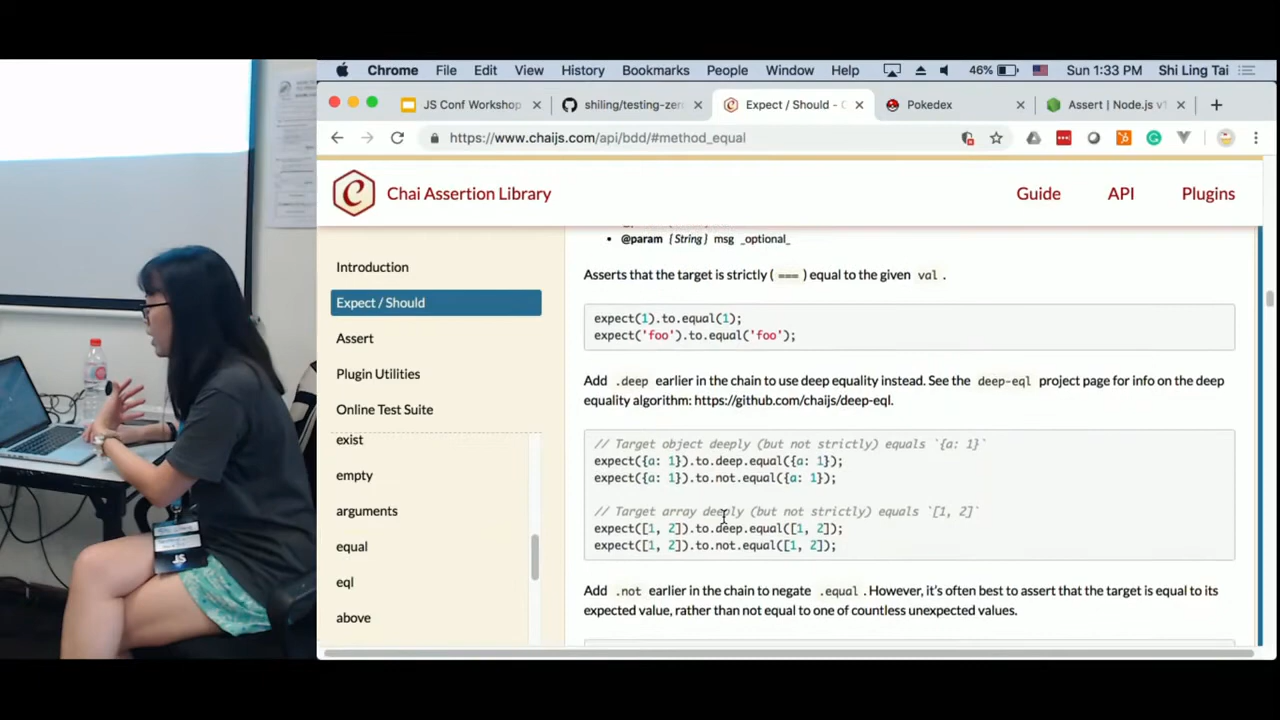 Chrome File Edit View History Bookmarks People Window Help 46% Sun 1:33 PM Shi Ling Tai
JS Conf Workshop
shiling/testing-zer
Expect / Should - C
Pokedex
Assert | Node.js v1
https://www.chaijs.com/api/bdd/#method_equal
Chai Assertion Library
Guide API Plugins
Introduction
Expect / Should
Assert
Plugin Utilities
Online Test Suite
exist
empty
arguments
equal
eql
above
@param { String } msg _optional_
Asserts that the target is strictly ( === ) equal to the given val .
expect(1).to.equal(1);
expect('foo').to.equal('foo');
Add .deep earlier in the chain to use deep equality instead. See the deep-eql project page for info on the deep
equality algorithm: https://github.com/chaijs/deep-eql.
// Target object deeply (but not strictly) equals `{a: 1}`
expect({a: 1}).to.deep.equal({a: 1});
expect({a: 1}).to.not.equal({a: 1});
// Target array deeply (but not strictly) equals `[1, 2]`
expect([1, 2]).to.deep.equal([1, 2]);
expect([1, 2]).to.not.equal([1, 2]);
Add .not earlier in the chain to negate .equal . However, it's often best to assert that the target is equal to its
expected value, rather than not equal to one of countless unexpected values.
JS